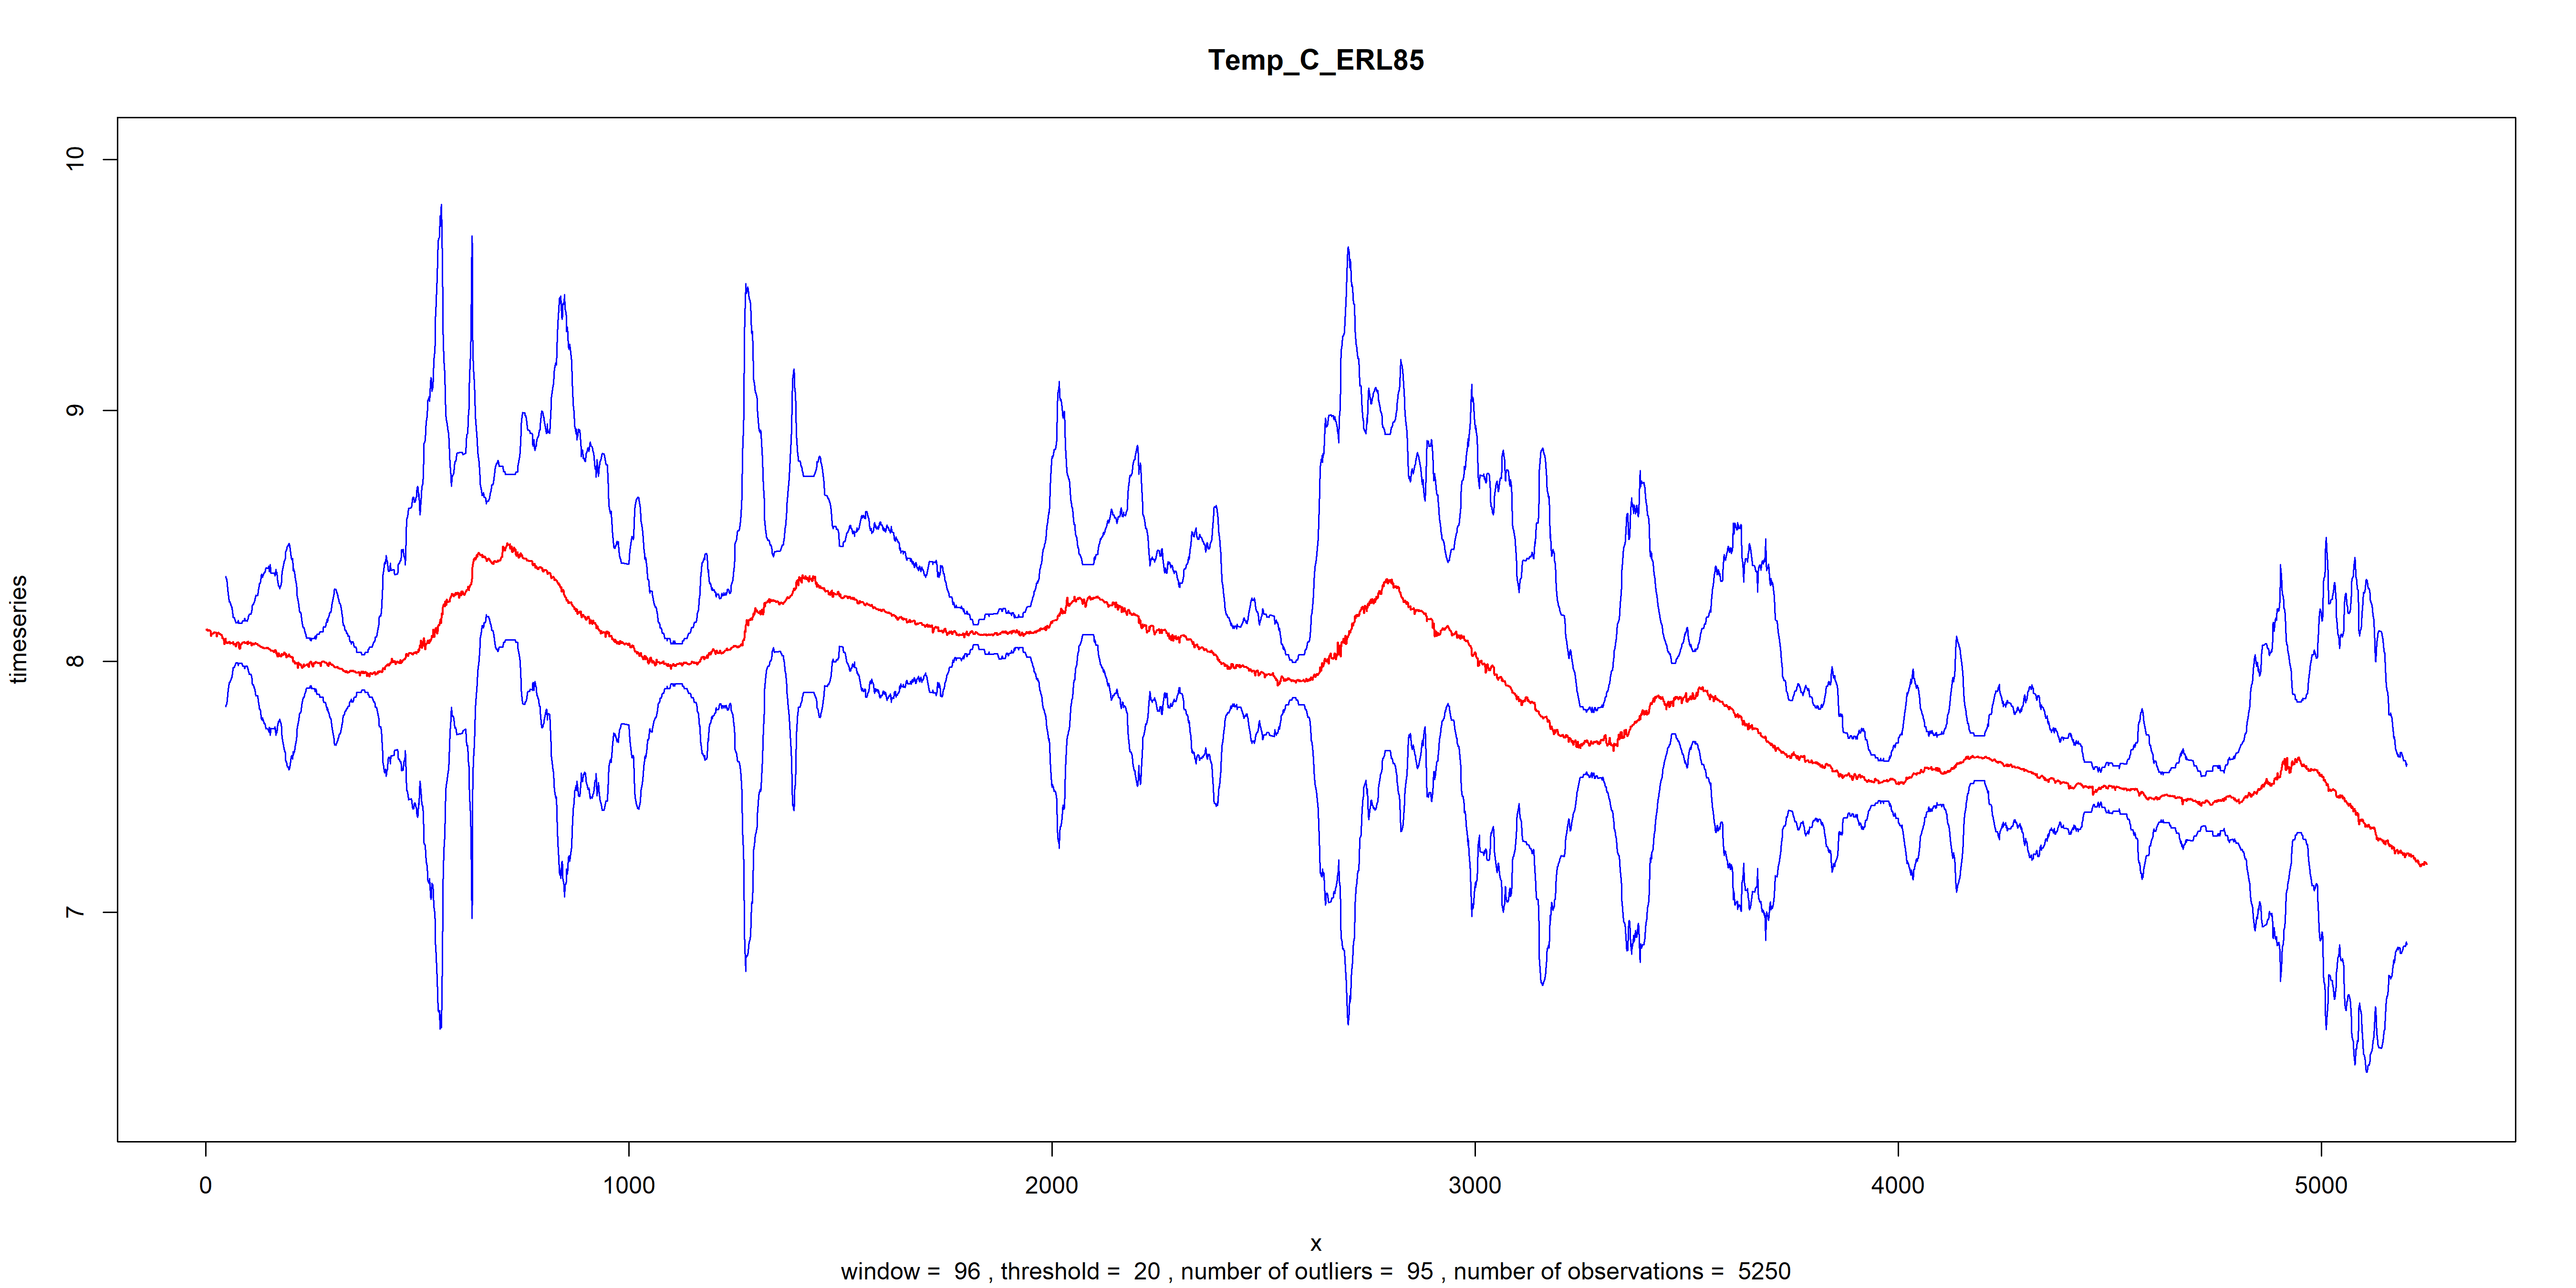 Temp_C_ERL85
timeseries
10
9
8
7
0 1000 2000 3000 4000 5000
x
window = 96 , threshold = 20 , number of outliers = 95 , number of observations = 5250